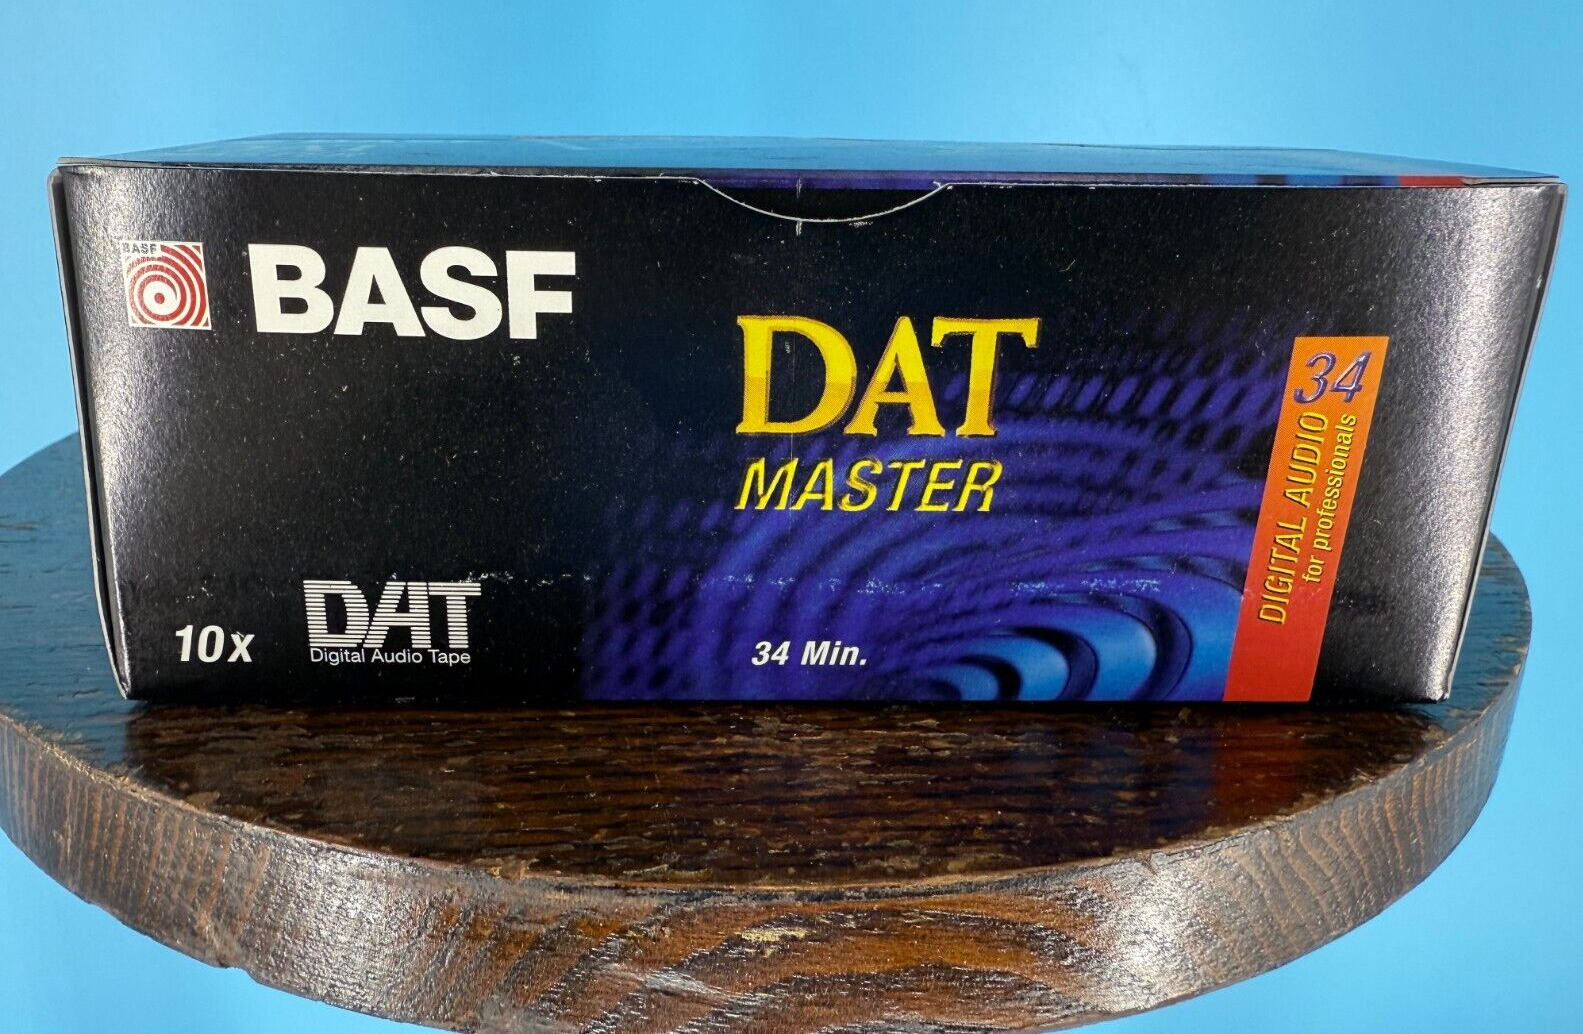 BASF
BASF
DAT
MASTER
34
DIGITAL AUDIO
for professionals
10x
DAT
Digital Audio Tape
34 Min.